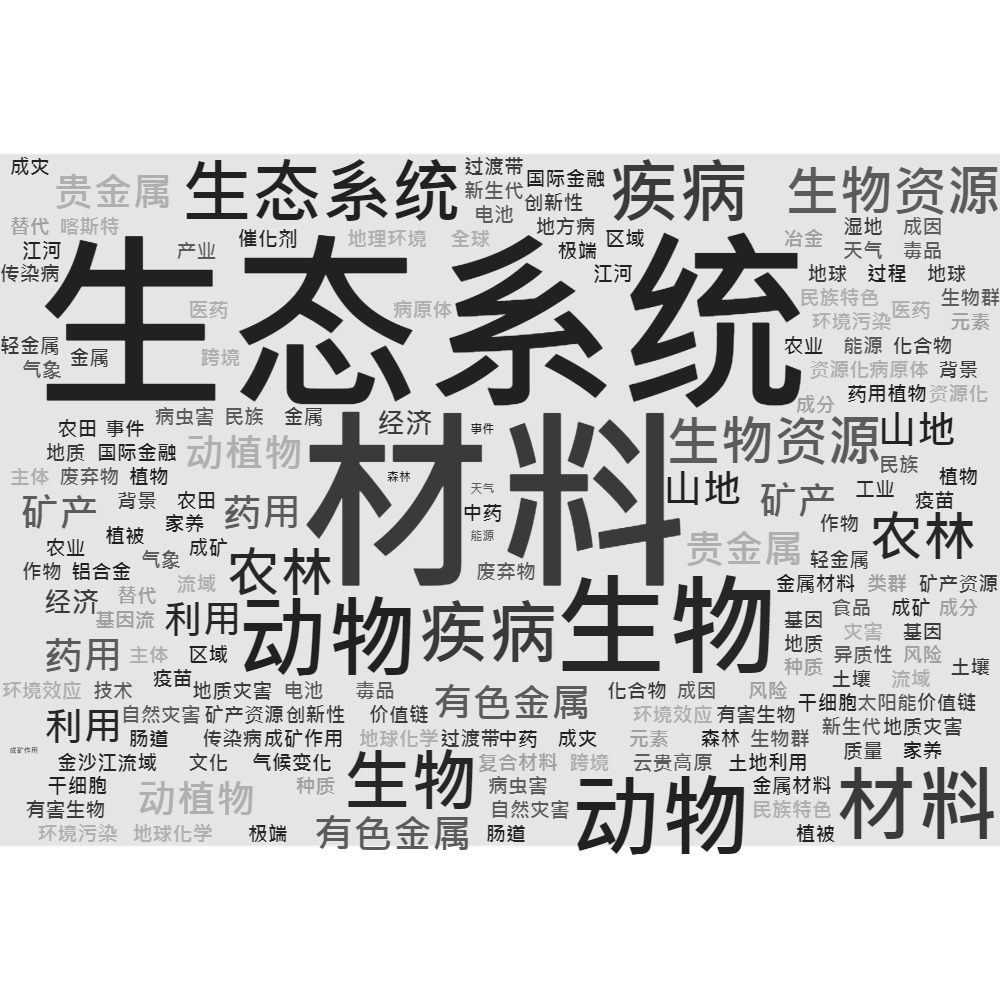 成灾 贵金属 生态系统 过渡带 国际金融 疾病 生物资源
新生代 创新性
替代 喀斯特 电池 地方病 湿地 成因
江河 产业 催化剂 地理环境 全球 极端 区域 冶金 天气 毒品
传染病 生态系统 江河 地球 过程 地球
医药 病原体 民族特色 医药 生物群
环境污染 元素
轻金属 金属 跨境 农业 能源 化合物
气象 资源化 病原体 背景
药用植物 资源化
病虫害 民族 金属 经济 成分
农田 事件 材料 事件 生物资源 山地
地质 国际金融 动植物 民族
主体 废弃物 植物 森林 天气 山地 植物
矿产 背景 农田 药用 中药 矿产 工业 疫苗
植被 家养 能源 作物 农林
农业 气象 成矿 贵金属 轻金属
作物 铝合金 流域 农林 废弃物 金属材料 类群 矿产资源
经济 替代 动物 疾病 生物 食品 成矿 成分
基因流 利用 基因 灾害 基因
药用 主体 区域 地质 异质性 风险
疫苗 种质 土壤 流域 土壤
环境效应 技术 地质灾害 电池 毒品 有色金属 化合物 成因 风险 干细胞 太阳能 价值链
利用 自然灾害 矿产资源 创新性 价值链 环境效应 有害生物 新生代 地质灾害
成矿作用 肠道 传染病 成矿作用 地球化学 过渡带 中药 成灾 元素 森林 生物群 质量 家养
金沙江流域 文化 气候变化 生物 复合材料 跨境 云贵高原 土地利用
干细胞 动植物 种质 病虫害 动物 金属材料 材料
有害生物 自然灾害 民族特色
环境污染 地球化学 极端 有色金属 肠道 植被